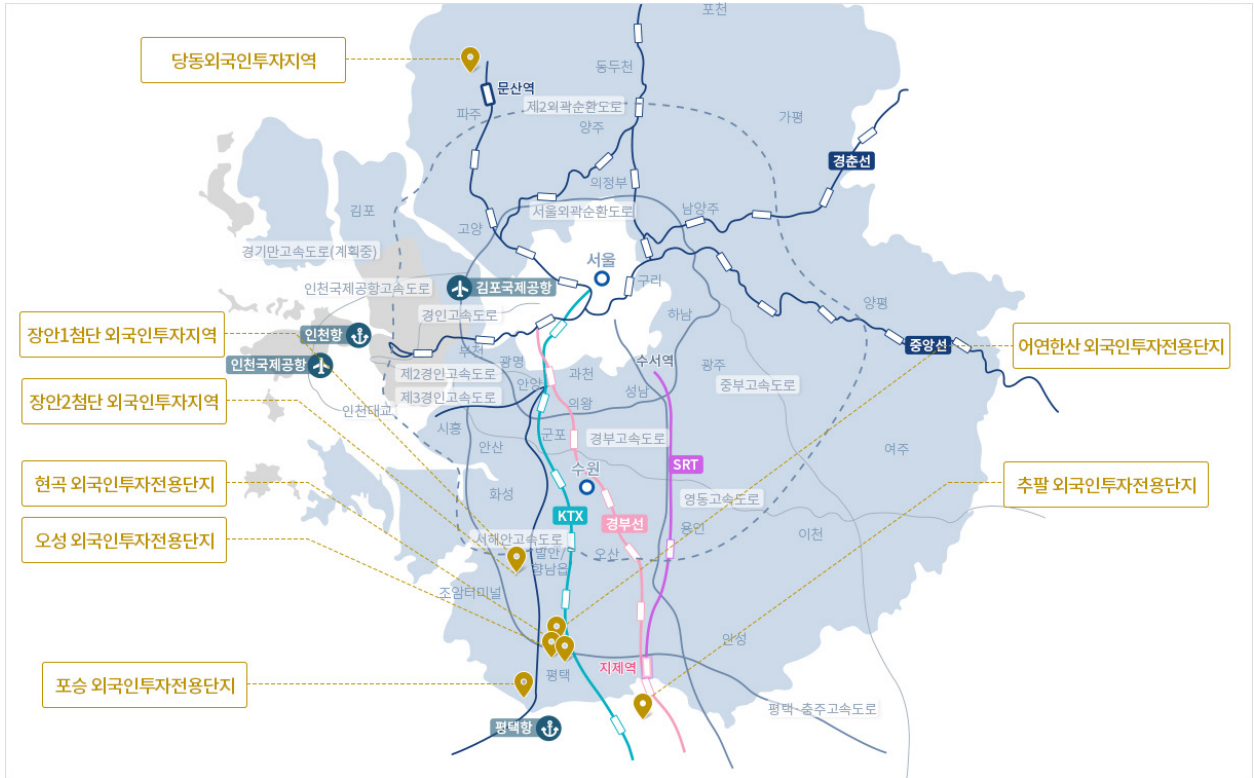 포천
당동외국인투자지역
동두천
문산역
제2외곽순환도로
파주
양주
가평
경춘선
의정부
김포
서울외곽순환도로
남양주
고양
경기만고속도로(계획중)
서울
구리
인천국제공항고속도로
김포국제공항
양평
경인고속도로
하남
장안1첨단 외국인투자지역
인천항
중앙선
어연한산 외국인투자전용단지
부천
광명
수서역
인천국제공항
광주
제2경인고속도로
과천
안양
성남
중부고속도로
장안2첨단 외국인투자지역
제3경인고속도로
인천대교
의왕
시흥
군포
경부고속도로
안산
여주
수원
SRT
현곡 외국인투자전용단지
추팔 외국인투자전용단지
화성
영동고속도로
KTX
경부선
용인
이천
오성 외국인투자전용단지
서해안고속도로
발안/
향남읍
오산
조암터미널
안성
지제역
평택
포승 외국인투자전용단지
평택·충주고속도로
평택항